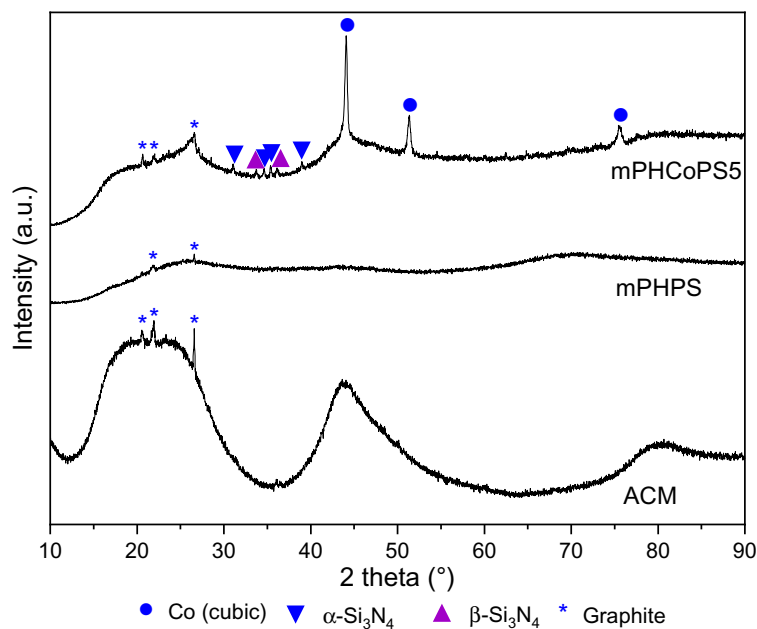 Intensity (a.u.)
mPHCoPS5
mPHPS
ACM
10 20 30 40 50 60 70 80 90
2 theta (°)
Co (cubic) α-Si₃N₄ β-Si₃N₄ * Graphite